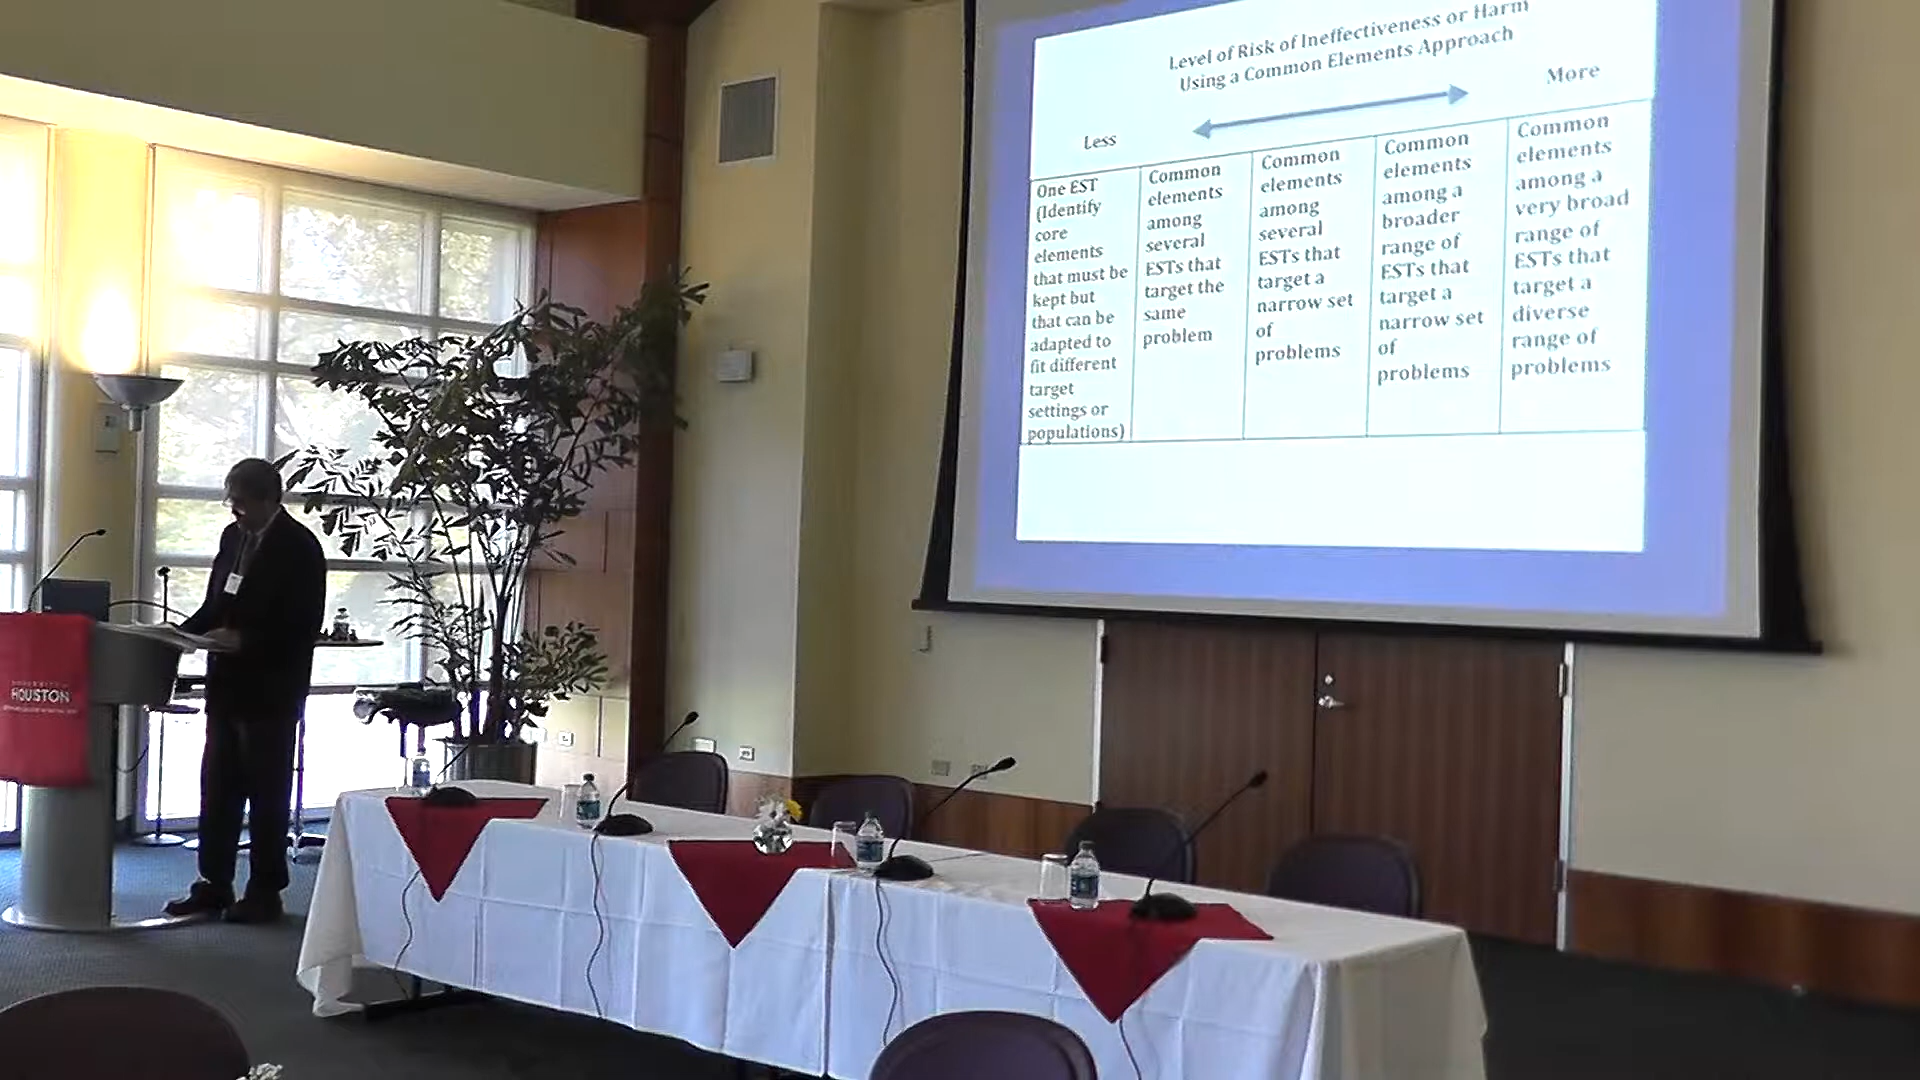 Level of Risk of Ineffectiveness or Harm
Using a Common Elements Approach
Less
More
One EST
(Identify
core
elements
that must be
kept but
that can be
adapted to
fit different
target
settings or
populations)
Common
elements
among
several
ESTs that
target the
same
problem
Common
elements
among
several
ESTs that
target a
narrow set
of
problems
Common
elements
among a
broader
range of
ESTs that
target a
narrow set
of
problems
Common
elements
among a
very broad
range of
ESTs that
target a
diverse
range of
problems
HOUSTON